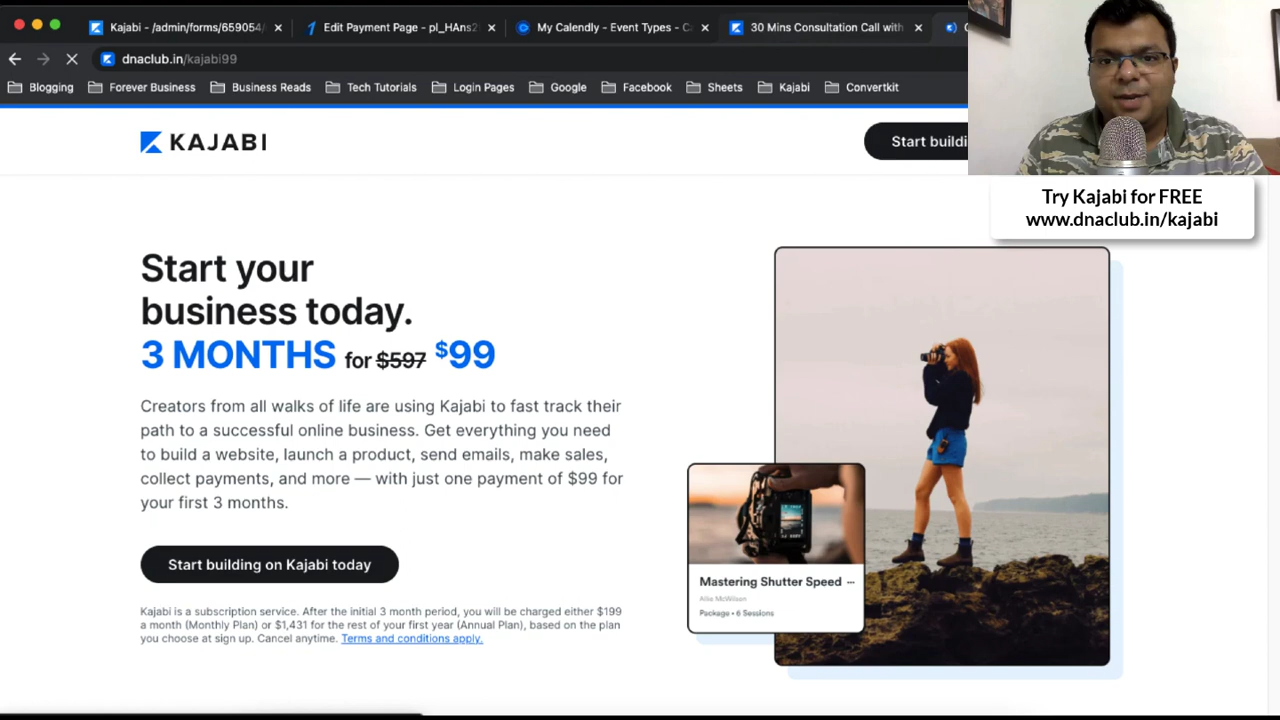 Kajabi - /admin/forms/659054/
Edit Payment Page - pl_HAns2
My Calendly - Event Types - C
30 Mins Consultation Call with
dnaclub.in/kajabi99
Blogging
Forever Business
Business Reads
Tech Tutorials
Login Pages
Google
Facebook
Sheets
Kajabi
Convertkit
KAJABI
Start buildi
Try Kajabi for FREE
www.dnaclub.in/kajabi
Start your
business today.
3 MONTHS for $597 $99
Creators from all walks of life are using Kajabi to fast track their
path to a successful online business. Get everything you need
to build a website, launch a product, send emails, make sales,
collect payments, and more — with just one payment of $99 for
your first 3 months.
Start building on Kajabi today
Kajabi is a subscription service. After the initial 3 month period, you will be charged either $199
a month (Monthly Plan) or $1,431 for the rest of your first year (Annual Plan), based on the plan
you choose at sign up. Cancel anytime. Terms and conditions apply.
Mastering Shutter Speed ···
Allie McWilson
Package • 6 Sessions